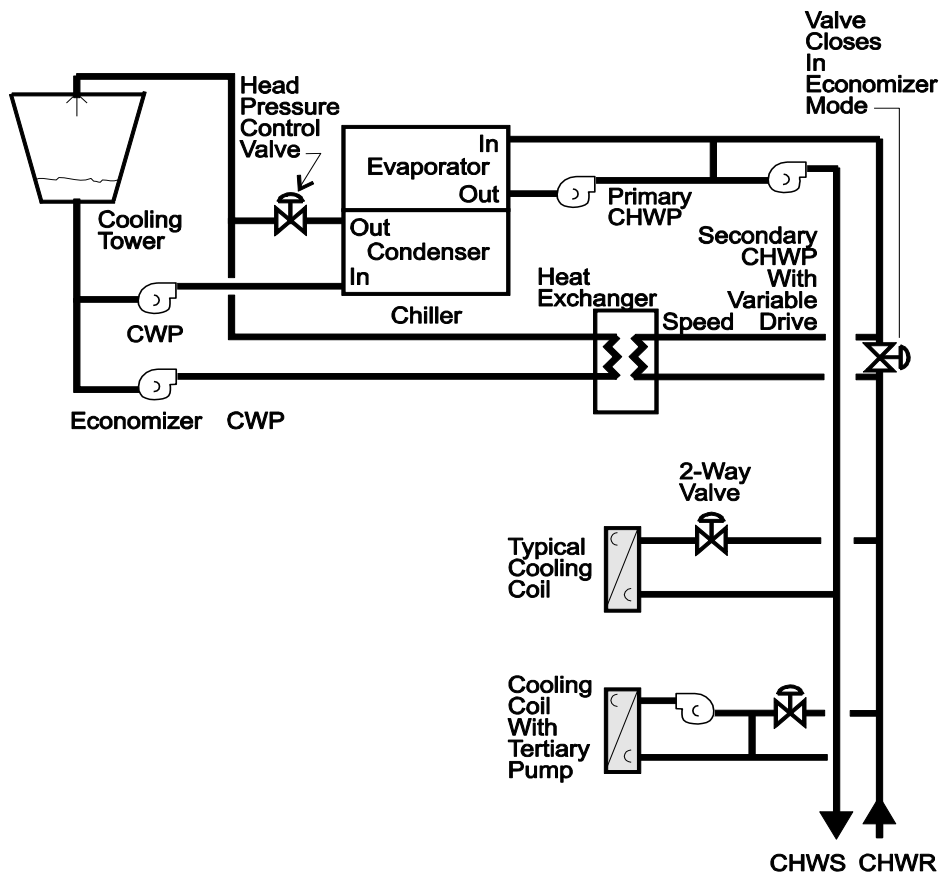 Valve
Closes
In
Economizer
Mode
Head
Pressure
Control
Valve
In
Evaporator
Out
Primary
CHWP
Cooling
Tower
Out
Condenser
In
Secondary
CHWP
With
Variable
Speed Drive
Heat
Exchanger
Chiller
CWP
Economizer CWP
2-Way
Valve
Typical
Cooling
Coil
Cooling
Coil
With
Tertiary
Pump
CHWS CHWR